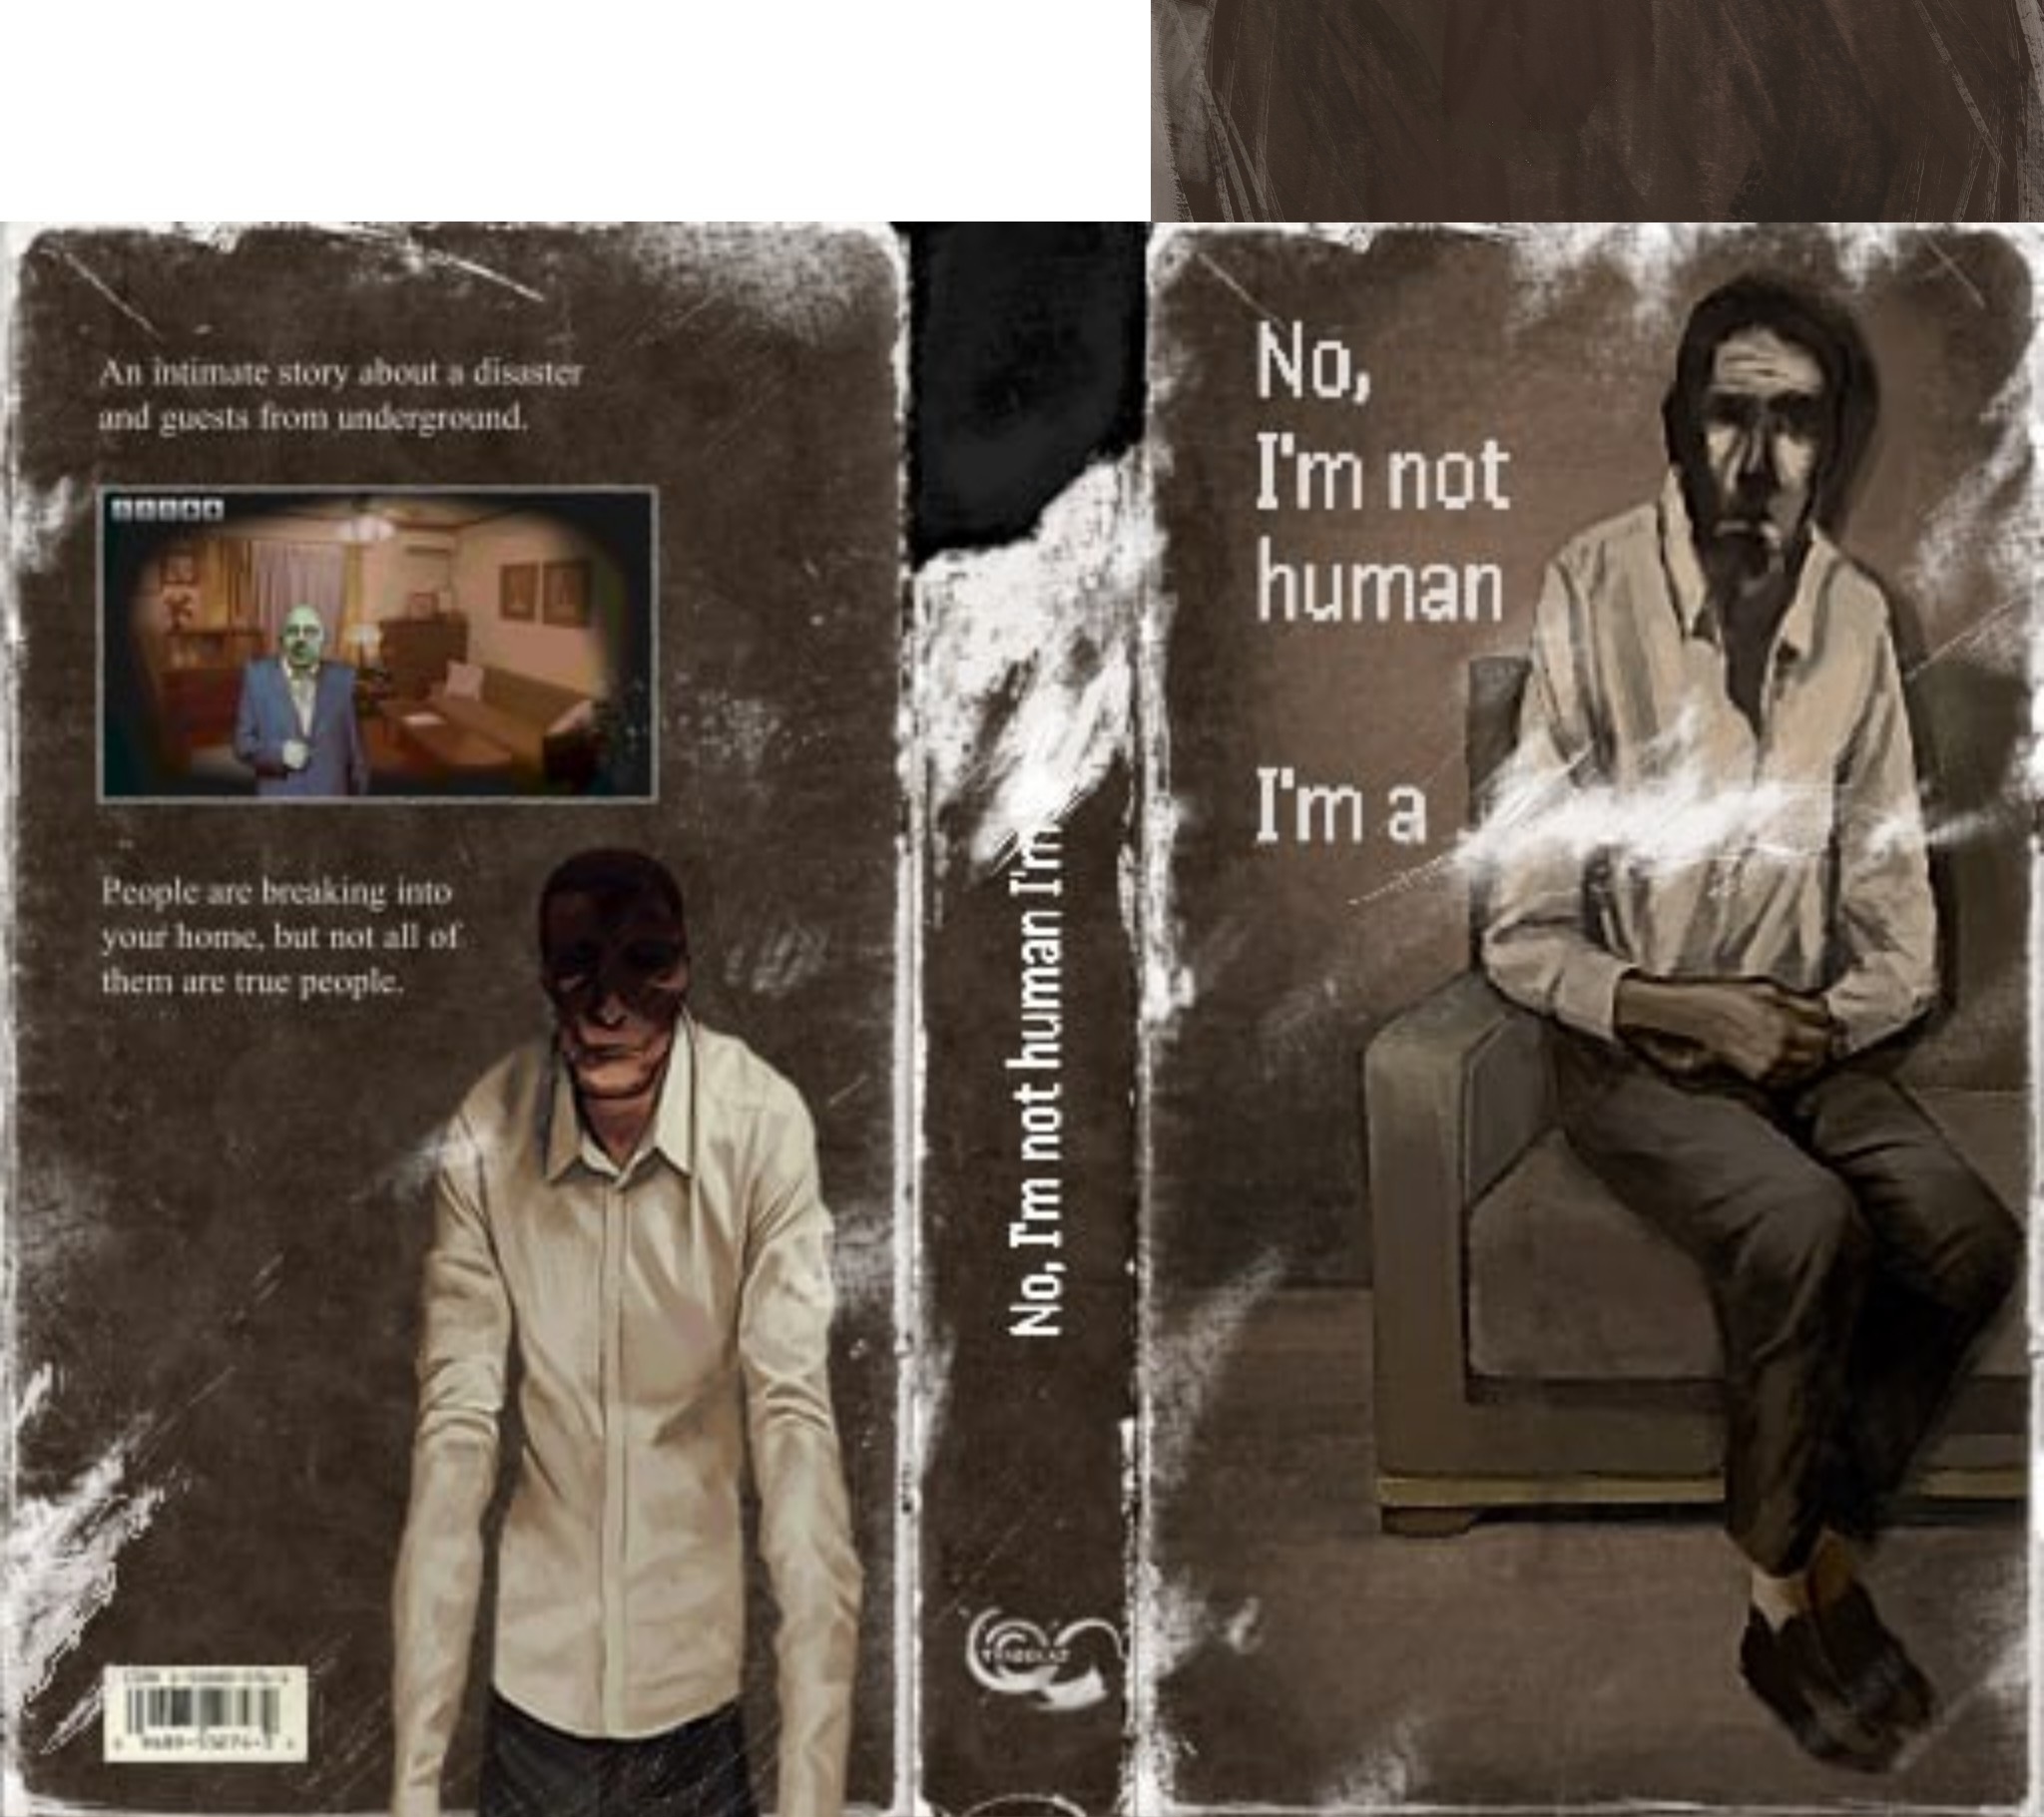 An intimate story about a disaster
and guests from underground.
People are breaking into
your home, but not all of
them are true people.
No, I'm not human I'm
No,
I'm not
human
I'm a